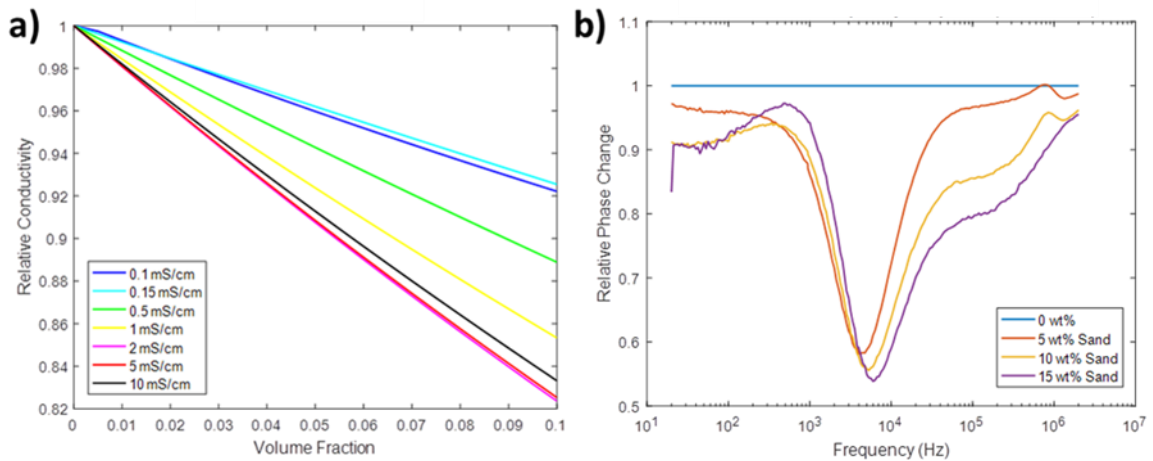 a)
1
0.98
0.96
0.94
0.92
0.9
0.88
0.86
0.84
0.82
Relative Conductivity
0.1 mS/cm
0.15 mS/cm
0.5 mS/cm
1 mS/cm
2 mS/cm
5 mS/cm
10 mS/cm
0 0.01 0.02 0.03 0.04 0.05 0.06 0.07 0.08 0.09 0.1
Volume Fraction
b)
1.1
1
0.9
0.8
0.7
0.6
0.5
Relative Phase Change
0 wt%
5 wt% Sand
10 wt% Sand
15 wt% Sand
10¹ 10² 10³ 10⁴ 10⁵ 10⁶ 10⁷
Frequency (Hz)